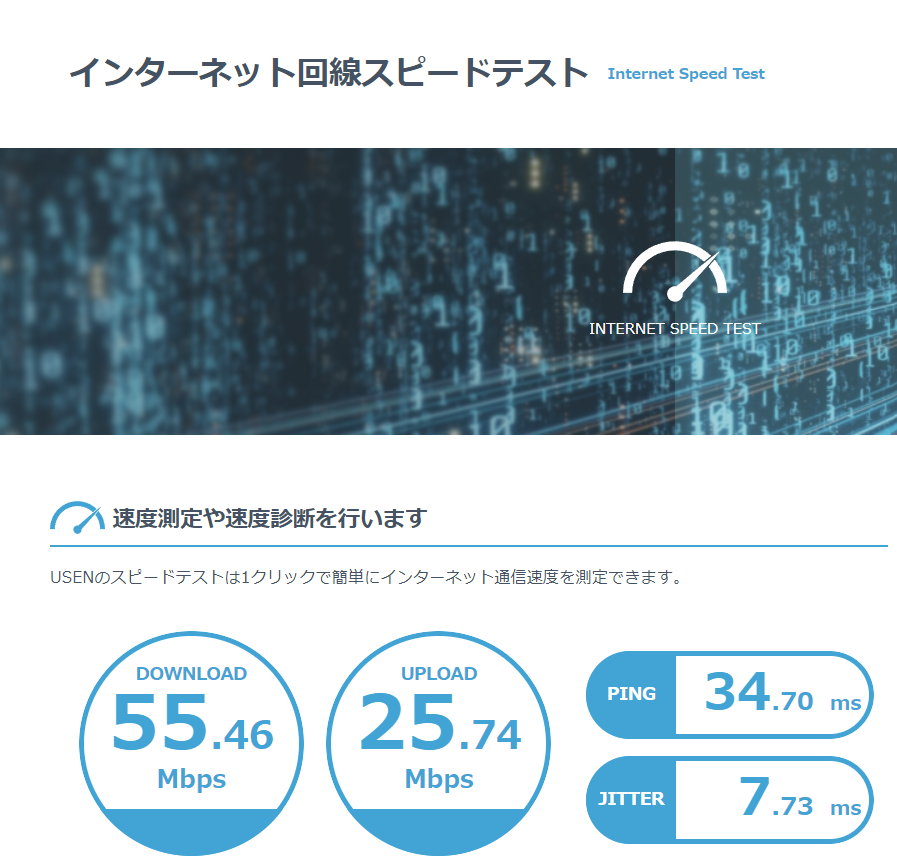 インターネット回線スピードテスト Internet Speed Test
INTERNET SPEED TEST
速度測定や速度診断を行います
USENのスピードテストは1クリックで簡単にインターネット通信速度を測定できます。
DOWNLOAD
55.46
Mbps
UPLOAD
25.74
Mbps
PING 34.70 ms
JITTER 7.73 ms